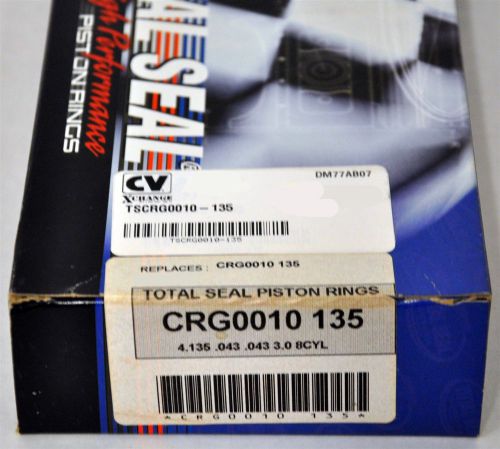 TOTAL SEAL
High Performance
PISTON RINGS
CV
XCHANGE
DM77AB07
TSCRG0010-135
TSCRG0010-135
REPLACES: CRG0010 135
TOTAL SEAL PISTON RINGS
CRG0010 135
4.135 .043 .043 3.0 8CYL
*CRG0010 135*